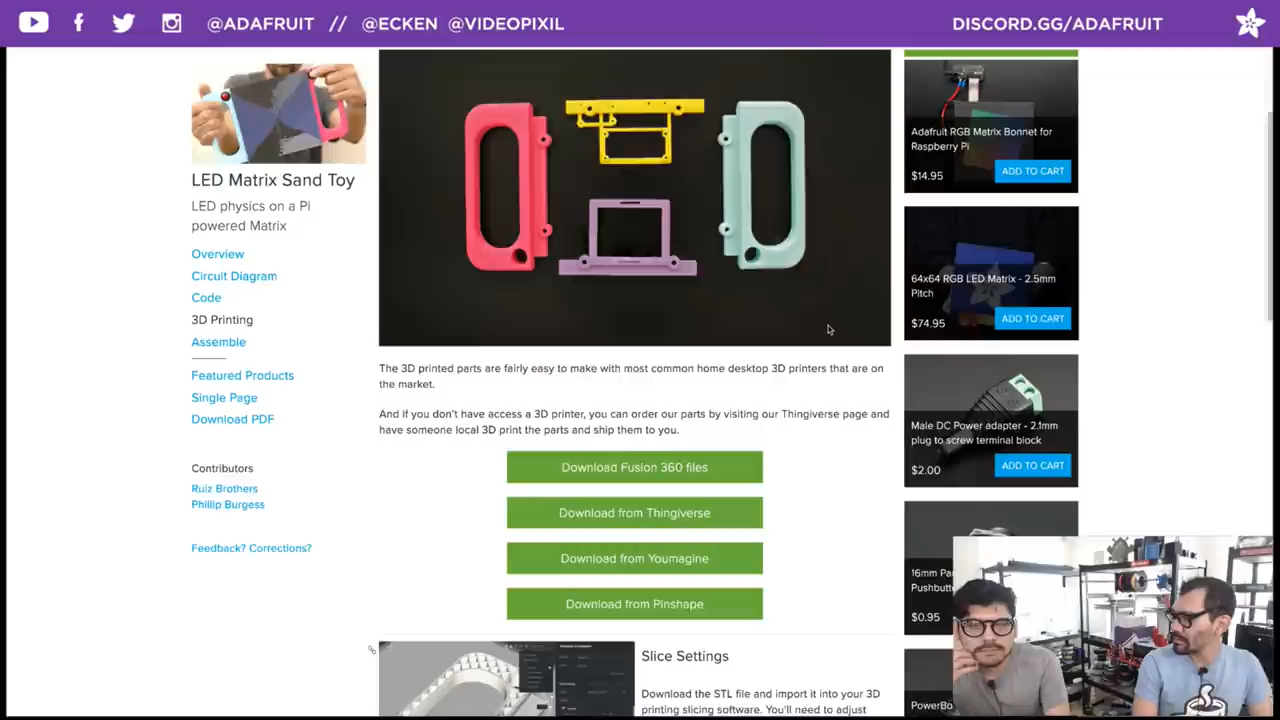 @ADAFRUIT // @ECKEN @VIDEOPIXIL
DISCORD.GG/ADAFRUIT
LED Matrix Sand Toy
LED physics on a Pi
powered Matrix
Overview
Circuit Diagram
Code
3D Printing
Assemble
Featured Products
Single Page
Download PDF
Contributors
Ruiz Brothers
Phillip Burgess
Feedback? Corrections?
The 3D printed parts are fairly easy to make with most common home desktop 3D printers that are on
the market.
And if you don't have access a 3D printer, you can order our parts by visiting our Thingiverse page and
have someone local 3D print the parts and ship them to you.
Download Fusion 360 files
Download from Thingiverse
Download from Youmagine
Download from Pinshape
Slice Settings
Download the STL file and import it into your 3D
printing slicing software. You'll need to adjust
Adafruit RGB Matrix Bonnet for
Raspberry Pi
$14.95
ADD TO CART
64x64 RGB LED Matrix - 2.5mm
Pitch
$74.95
ADD TO CART
Male DC Power adapter - 2.1mm
plug to screw terminal block
$2.00
ADD TO CART
16mm Pa
Pushbutt
$0.95
PowerBo